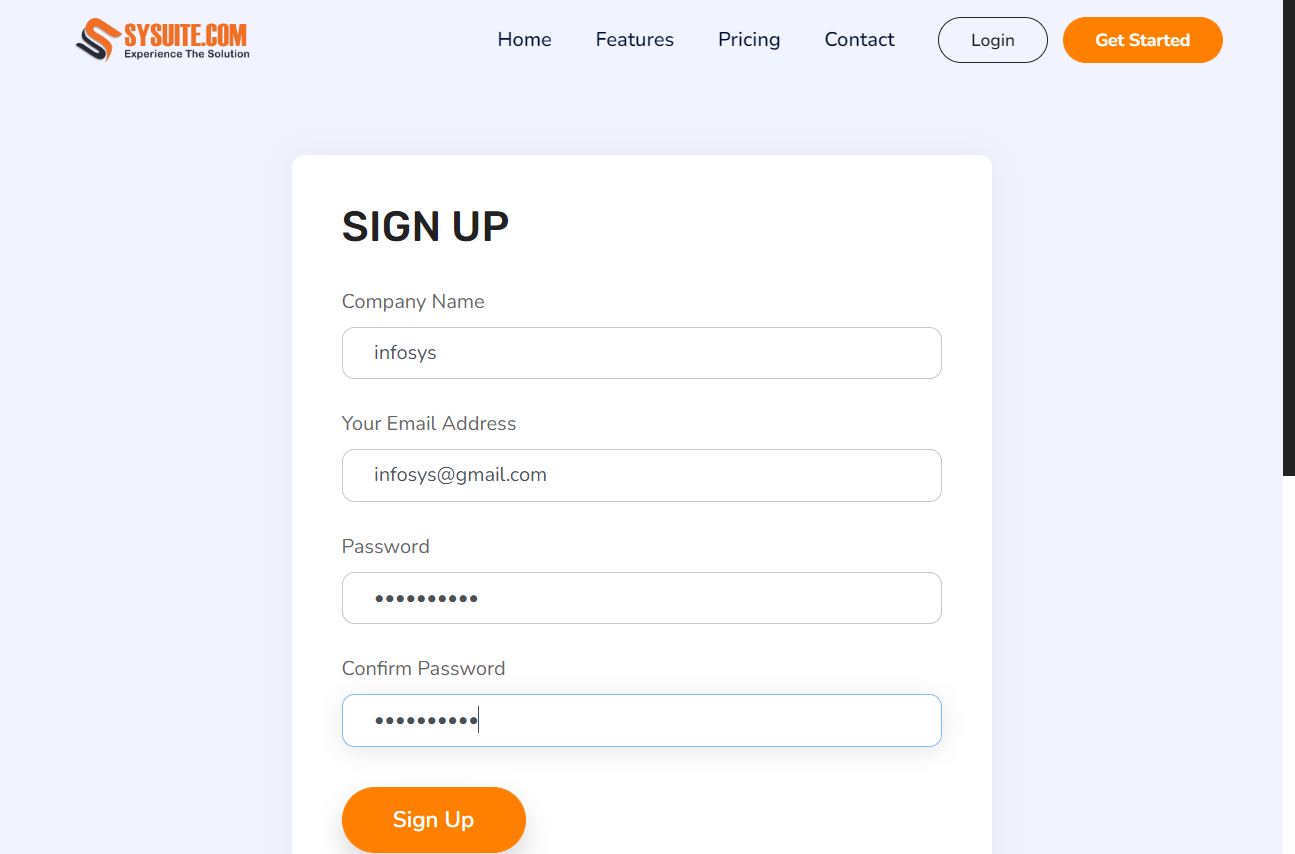 SYSUITE.COM
Experience The Solution
Home Features Pricing Contact Login Get Started
SIGN UP
Company Name
infosys
Your Email Address
infosys@gmail.com
Password
••••••••••
Confirm Password
••••••••••
Sign Up